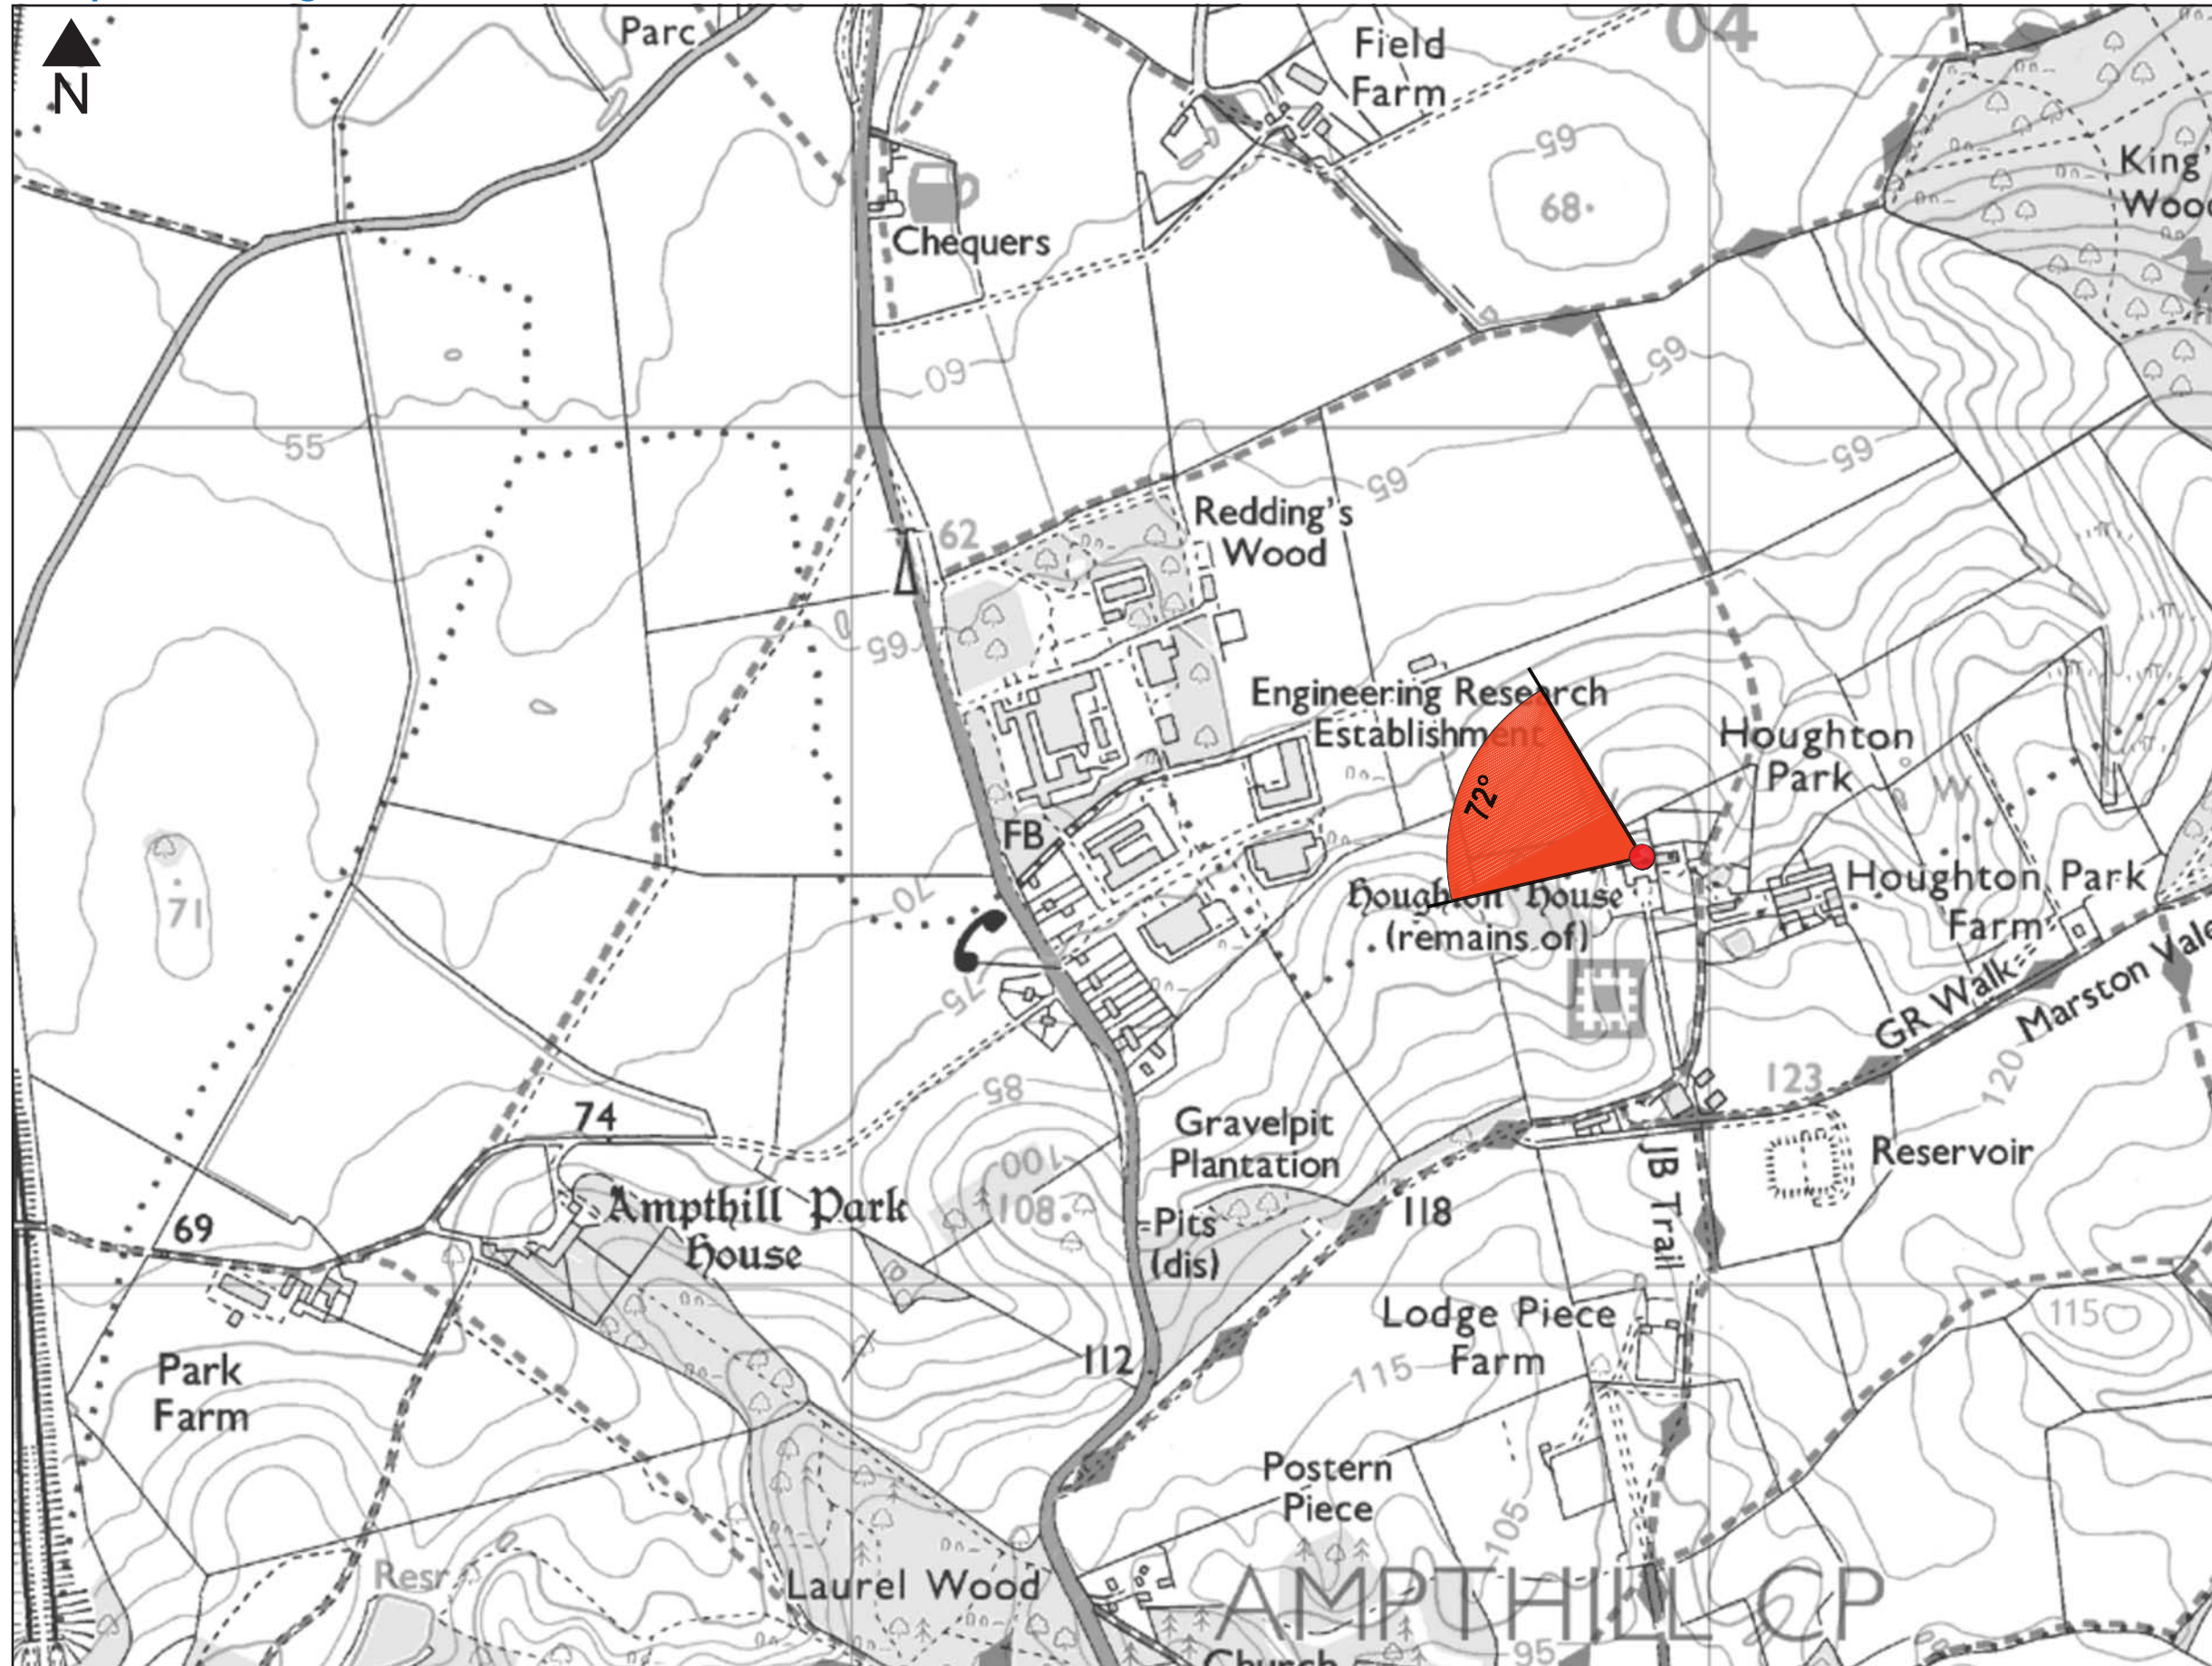 N
Parc
Field
Farm
04
65
68
King'
Wood
Chequers
60
65
55
65
65
62
Redding's
Wood
65
Engineering Research
Establishment
Houghton
Park
W
72°
FB
71
70
Houghton House
(remains of)
Houghton Park
Farm
75
GR Walk
Marston Vale
85
123
120
74
Gravelpit
Plantation
Reservoir
100
108
JB Trail
Ampthill Park
House
69
118
Pits
(dis)
Lodge Piece
Farm
115
112
115
Park
Farm
Postern
Piece
105
Resr
Laurel Wood
AMPTHILL CP
Church
95